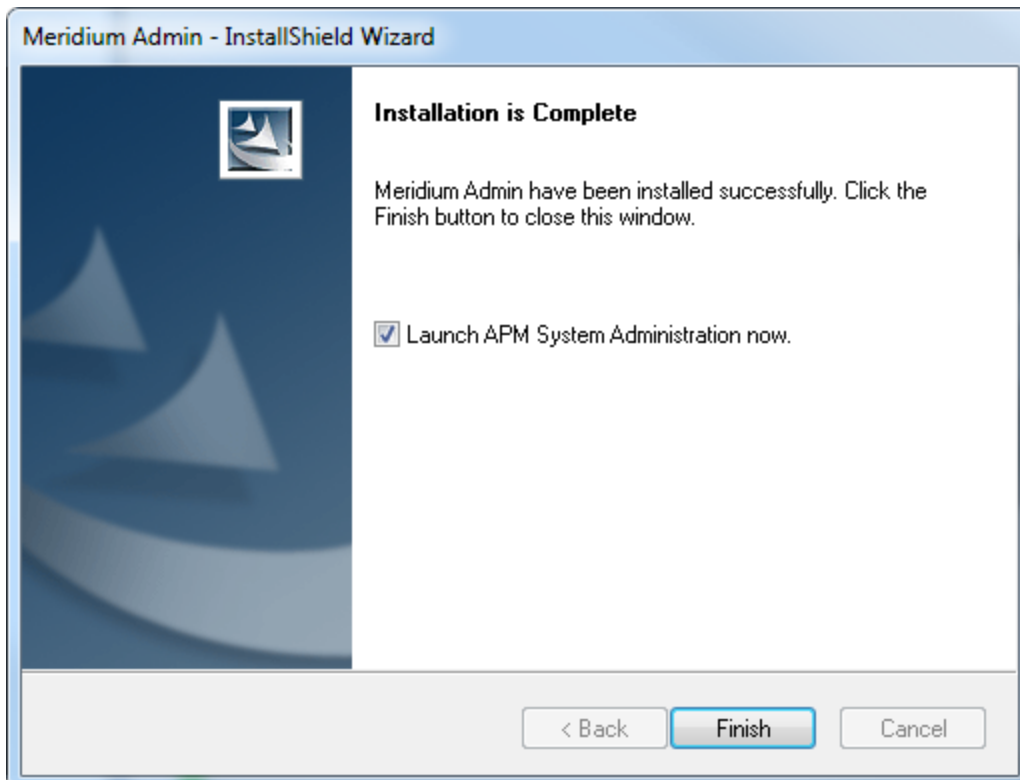 Meridium Admin - InstallShield Wizard
Installation is Complete
Meridium Admin have been installed successfully. Click the
Finish button to close this window.
Launch APM System Administration now.
< Back
Finish
Cancel